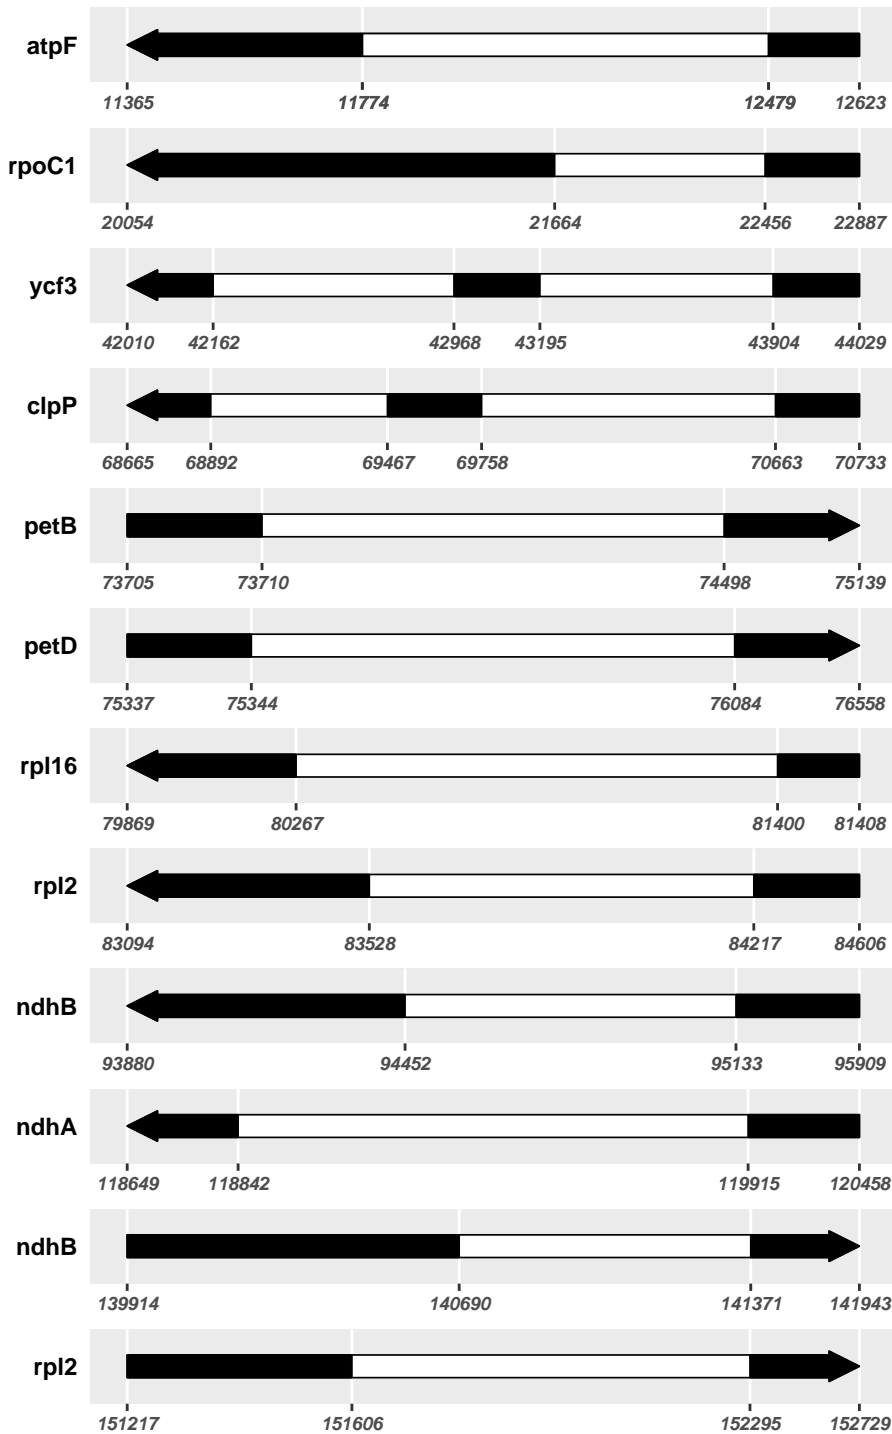 atpF
11365 11774 12479 12623
rpoC1
20054 21664 22456 22887
ycf3
42010 42162 42968 43195 43904 44029
clpP
68665 68892 69467 69758 70663 70733
petB
73705 73710 74498 75139
petD
75337 75344 76084 76558
rpl16
79869 80267 81400 81408
rpl2
83094 83528 84217 84606
ndhB
93880 94452 95133 95909
ndhA
118649 118842 119915 120458
ndhB
139914 140690 141371 141943
rpl2
151217 151606 152295 152729